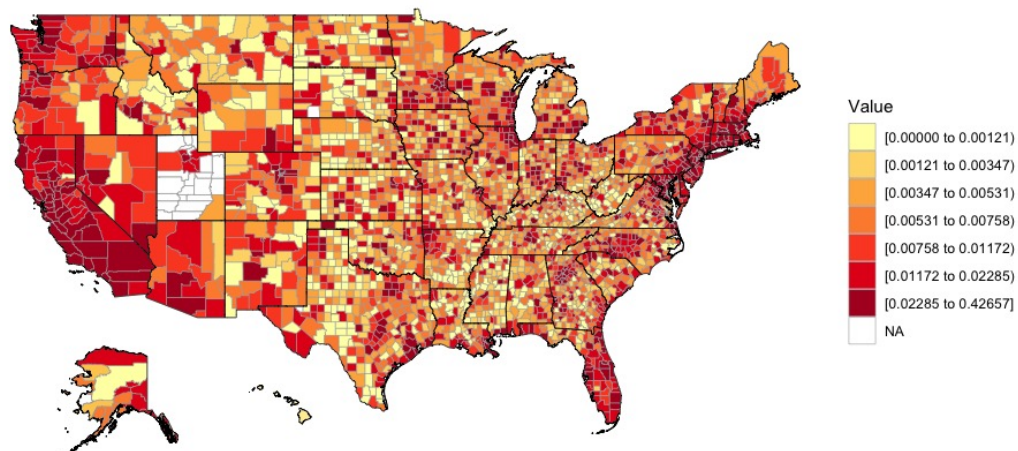 Value
[0.00000 to 0.00121)
[0.00121 to 0.00347)
[0.00347 to 0.00531)
[0.00531 to 0.00758)
[0.00758 to 0.01172)
[0.01172 to 0.02285)
[0.02285 to 0.42657]
NA